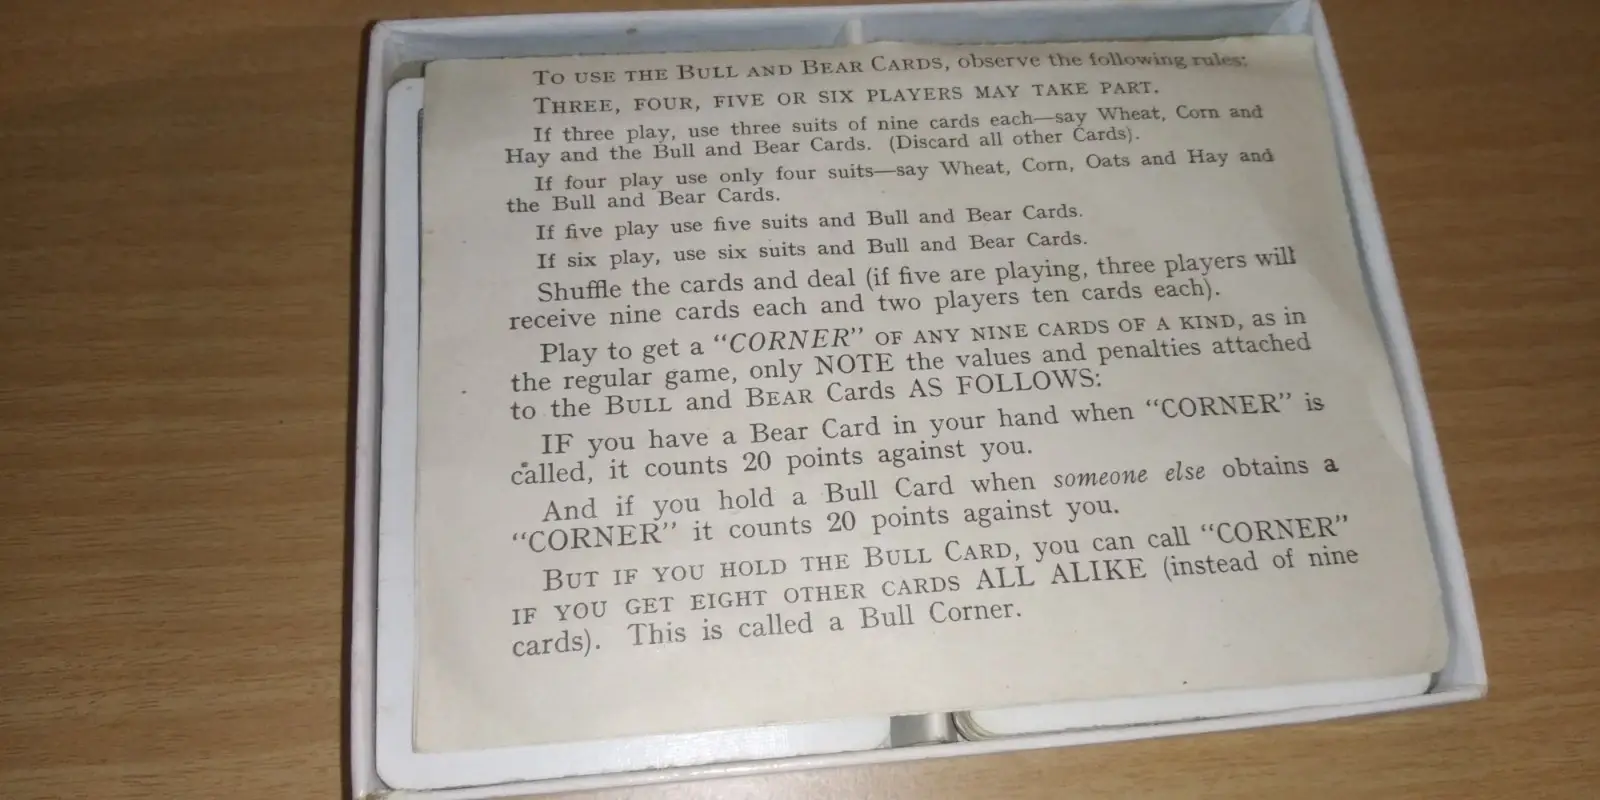 TO USE THE BULL AND BEAR CARDS, observe the following rules:
THREE, FOUR, FIVE OR SIX PLAYERS MAY TAKE PART.
If three play, use three suits of nine cards each—say Wheat, Corn and
Hay and the Bull and Bear Cards. (Discard all other Cards).
If four play use only four suits—say Wheat, Corn, Oats and Hay and
the Bull and Bear Cards.
If five play use five suits and Bull and Bear Cards.
If six play, use six suits and Bull and Bear Cards.
Shuffle the cards and deal (if five are playing, three players will
receive nine cards each and two players ten cards each).
Play to get a “CORNER” OF ANY NINE CARDS OF A KIND, as in
the regular game, only NOTE the values and penalties attached
to the BULL and BEAR Cards AS FOLLOWS:
IF you have a Bear Card in your hand when “CORNER” is
called, it counts 20 points against you.
And if you hold a Bull Card when someone else obtains a
“CORNER” it counts 20 points against you.
BUT IF YOU HOLD THE BULL CARD, you can call “CORNER”
IF YOU GET EIGHT OTHER CARDS ALL ALIKE (instead of nine
cards). This is called a Bull Corner.